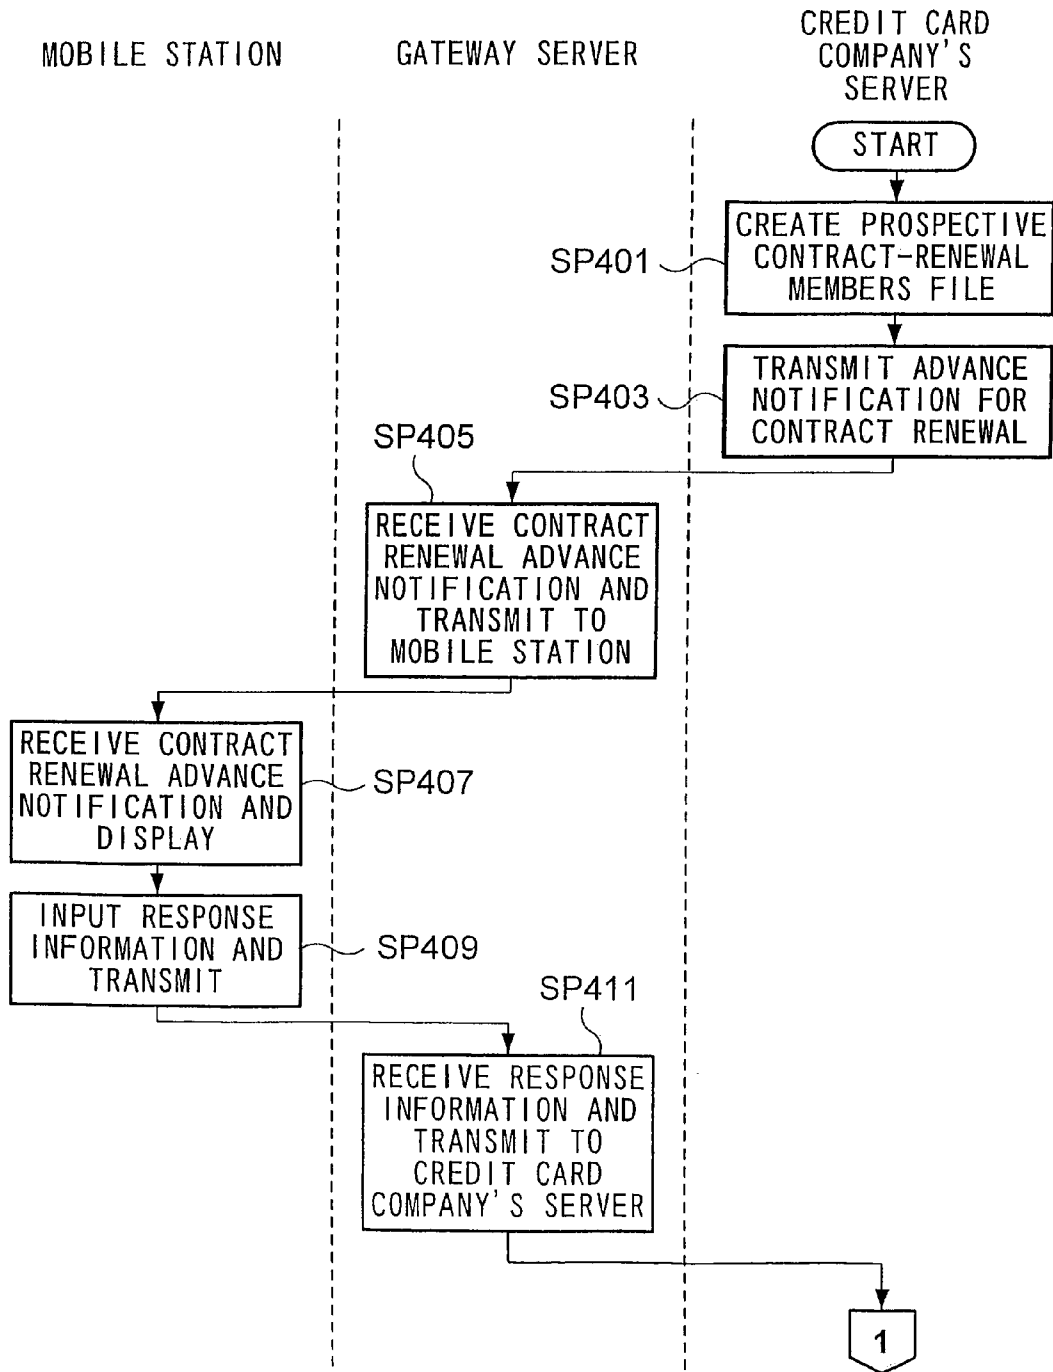 MOBILE STATION
GATEWAY SERVER
CREDIT CARD
COMPANY'S
SERVER
START
SP401
CREATE PROSPECTIVE
CONTRACT-RENEWAL
MEMBERS FILE
SP403
TRANSMIT ADVANCE
NOTIFICATION FOR
CONTRACT RENEWAL
SP405
RECEIVE CONTRACT
RENEWAL ADVANCE
NOTIFICATION AND
TRANSMIT TO
MOBILE STATION
RECEIVE CONTRACT
RENEWAL ADVANCE
NOTIFICATION AND
DISPLAY
SP407
INPUT RESPONSE
INFORMATION AND
TRANSMIT
SP409
SP411
RECEIVE RESPONSE
INFORMATION AND
TRANSMIT TO
CREDIT CARD
COMPANY'S SERVER
1